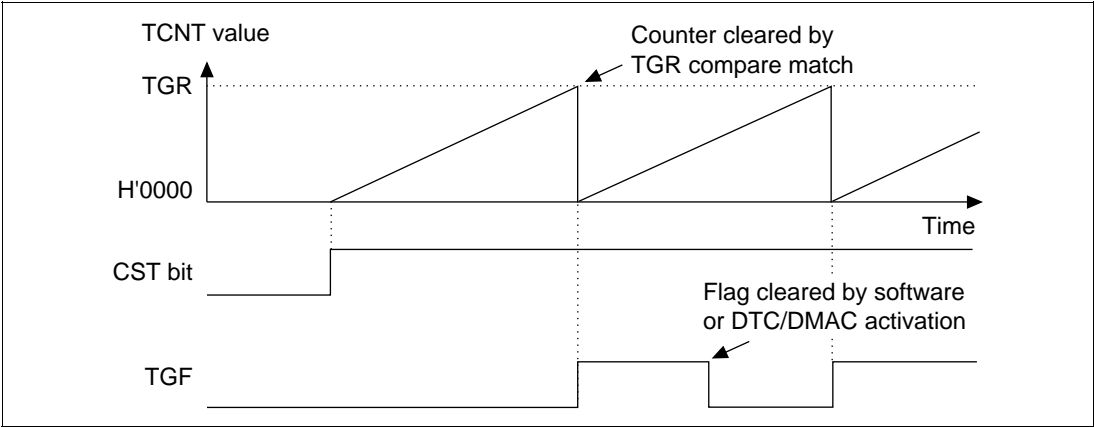 TCNT value
Counter cleared by
TGR compare match
TGR
H'0000
Time
CST bit
Flag cleared by software
or DTC/DMAC activation
TGF